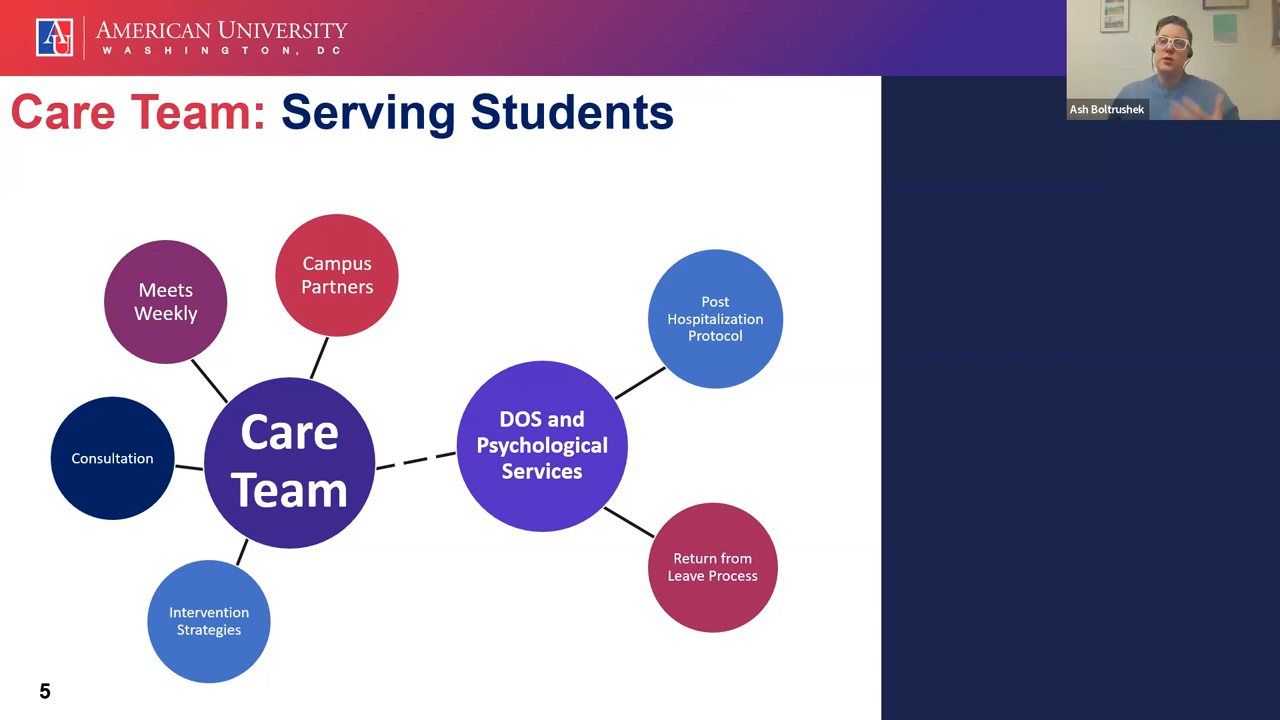 AU
AMERICAN UNIVERSITY
WASHINGTON, DC
Ash Boltrushek
Care Team: Serving Students
Campus
Partners
Meets
Weekly
Post
Hospitalization
Protocol
Care
Team
DOS and
Psychological
Services
Consultation
Return from
Leave Process
Intervention
Strategies
5